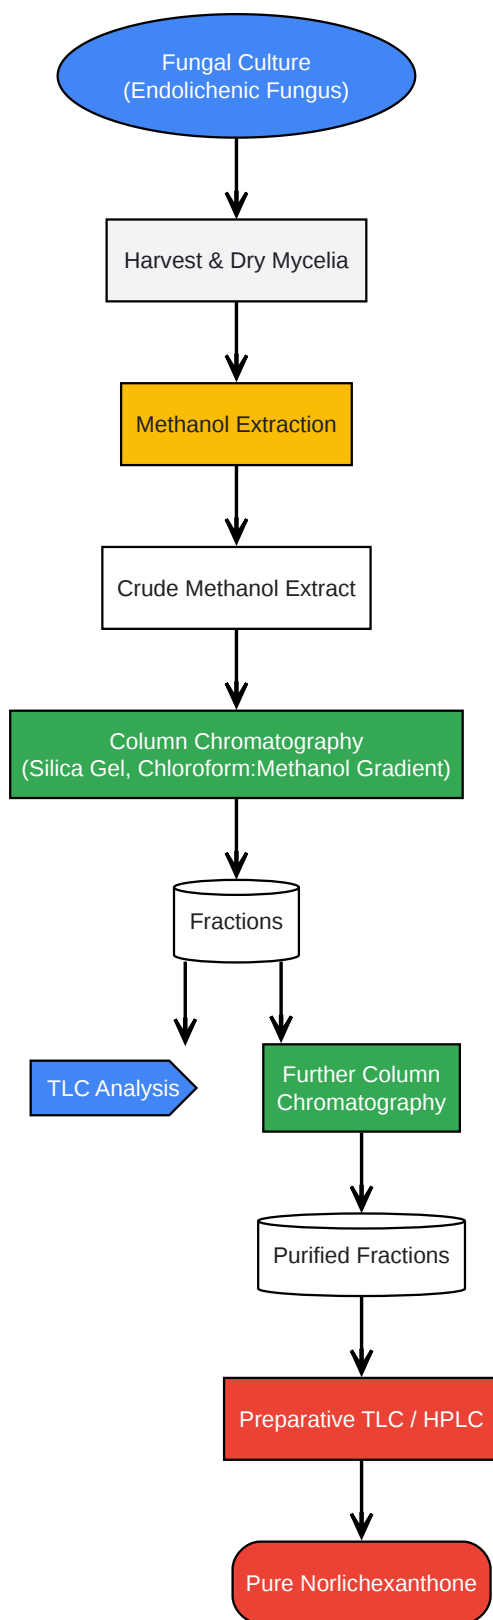 Fungal Culture
(Endolichenic Fungus)
Harvest & Dry Mycelia
Methanol Extraction
Crude Methanol Extract
Column Chromatography
(Silica Gel, Chloroform:Methanol Gradient)
Fractions
TLC Analysis
Further Column
Chromatography
Purified Fractions
Preparative TLC / HPLC
Pure Norlichexanthone